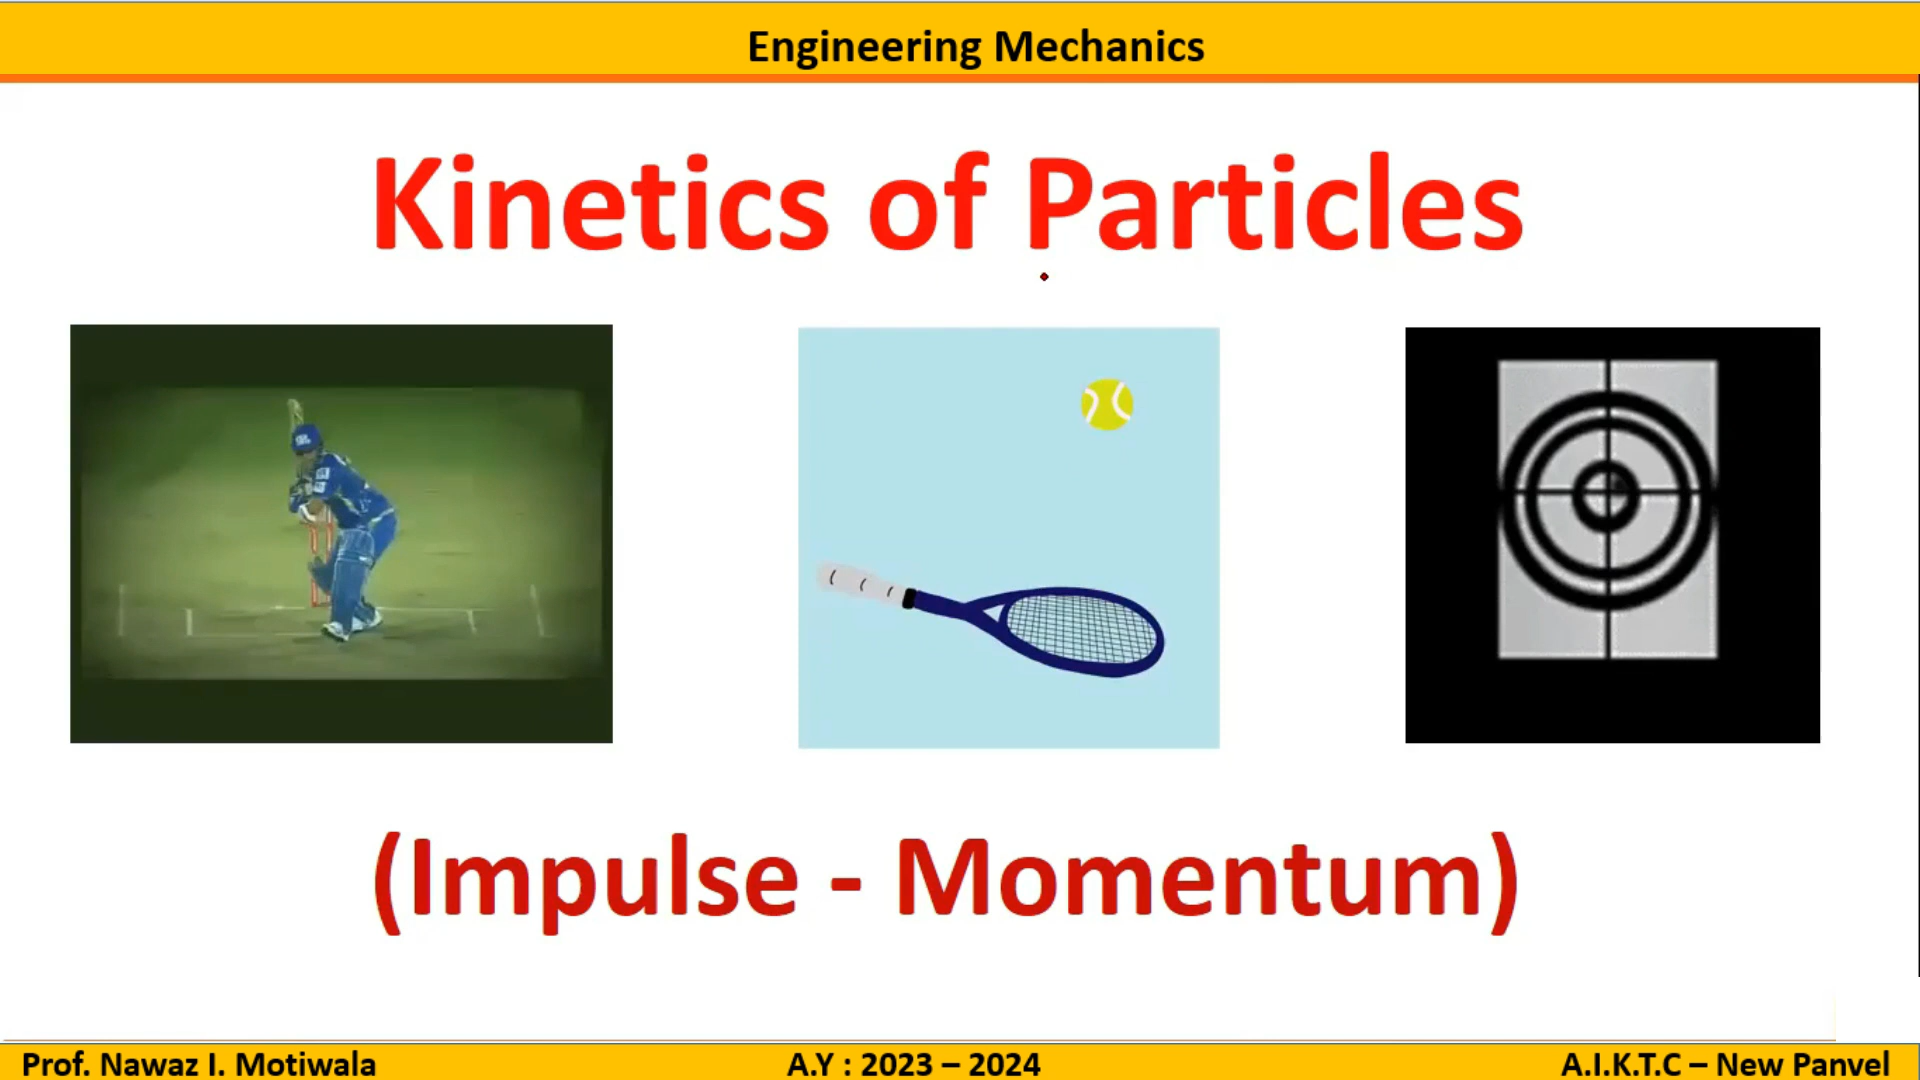 Engineering Mechanics
Kinetics of Particles
(Impulse - Momentum)
Prof. Nawaz I. Motiwala
A.Y : 2023 – 2024
A.I.K.T.C – New Panvel